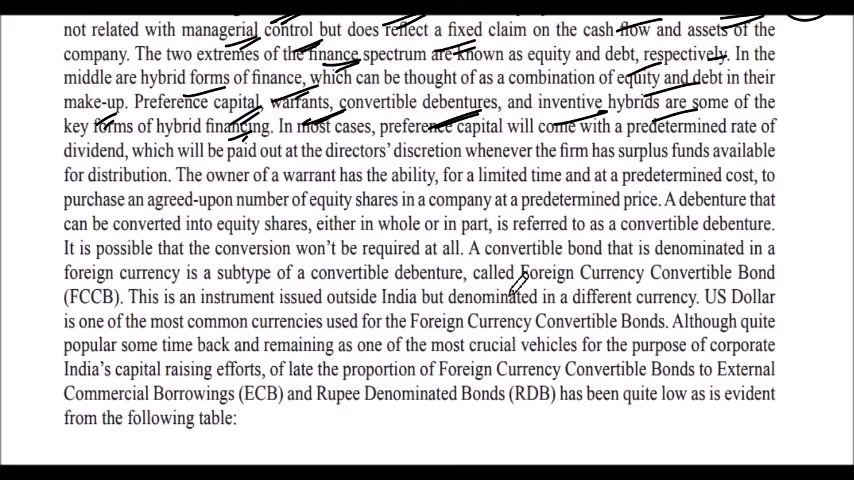 not related with managerial control but does reflect a fixed claim on the cash flow and assets of the
company. The two extremes of the finance spectrum are known as equity and debt, respectively. In the
middle are hybrid forms of finance, which can be thought of as a combination of equity and debt in their
make-up. Preference capital, warrants, convertible debentures, and inventive hybrids are some of the
key forms of hybrid financing. In most cases, preference capital will come with a predetermined rate of
dividend, which will be paid out at the directors’ discretion whenever the firm has surplus funds available
for distribution. The owner of a warrant has the ability, for a limited time and at a predetermined cost, to
purchase an agreed-upon number of equity shares in a company at a predetermined price. A debenture that
can be converted into equity shares, either in whole or in part, is referred to as a convertible debenture.
It is possible that the conversion won’t be required at all. A convertible bond that is denominated in a
foreign currency is a subtype of a convertible debenture, called Foreign Currency Convertible Bond
(FCCB). This is an instrument issued outside India but denominated in a different currency. US Dollar
is one of the most common currencies used for the Foreign Currency Convertible Bonds. Although quite
popular some time back and remaining as one of the most crucial vehicles for the purpose of corporate
India’s capital raising efforts, of late the proportion of Foreign Currency Convertible Bonds to External
Commercial Borrowings (ECB) and Rupee Denominated Bonds (RDB) has been quite low as is evident
from the following table: